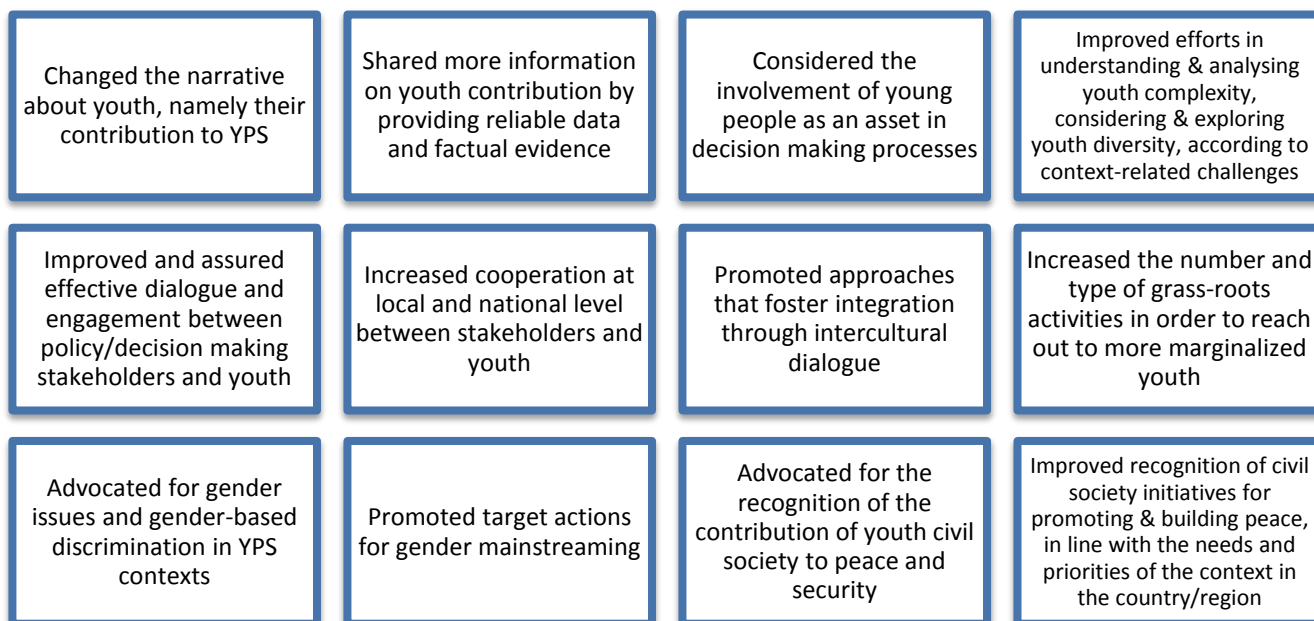 Changed the narrative
about youth, namely their
contribution to YPS
Shared more information
on youth contribution by
providing reliable data
and factual evidence
Considered the
involvement of young
people as an asset in
decision making processes
Improved efforts in
understanding & analysing
youth complexity,
considering & exploring
youth diversity, according to
context-related challenges
Improved and assured
effective dialogue and
engagement between
policy/decision making
stakeholders and youth
Increased cooperation at
local and national level
between stakeholders and
youth
Promoted approaches
that foster integration
through intercultural
dialogue
Increased the number and
type of grass-roots
activities in order to reach
out to more marginalized
youth
Advocated for gender
issues and gender-based
discrimination in YPS
contexts
Promoted target actions
for gender mainstreaming
Advocated for the
recognition of the
contribution of youth civil
society to peace and
security
Improved recognition of civil
society initiatives for
promoting & building peace,
in line with the needs and
priorities of the context in
the country/region